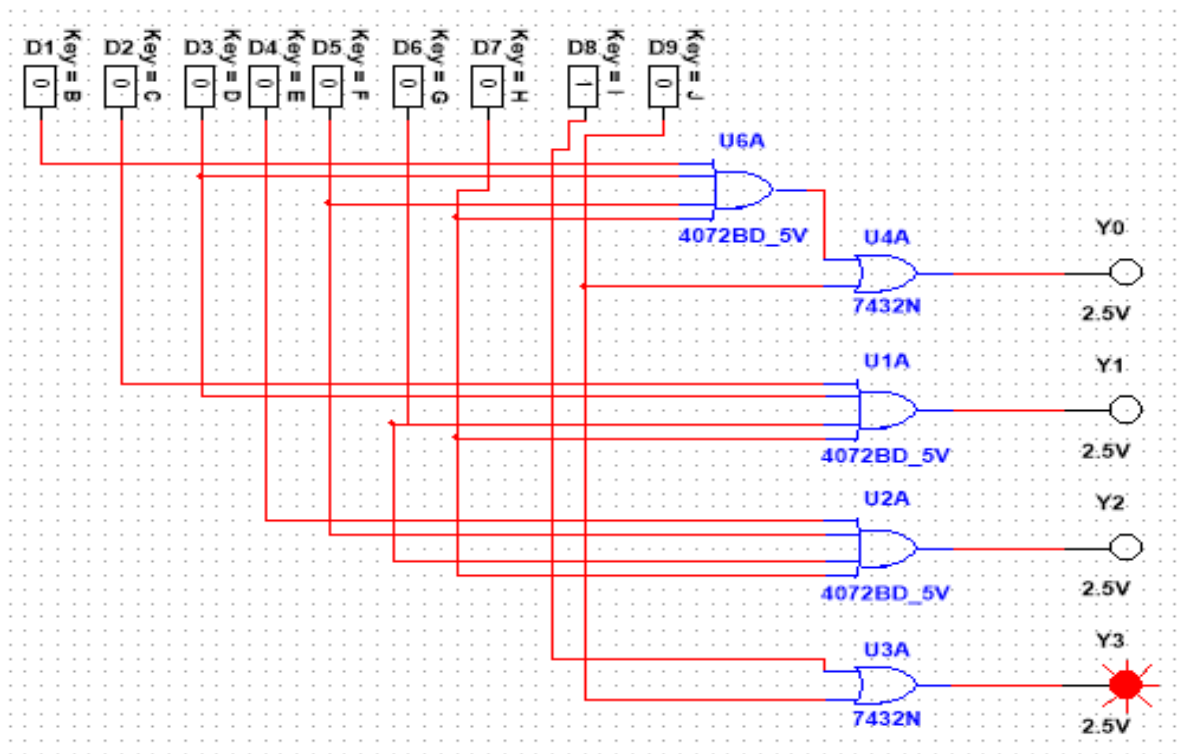 D1 Key = B D2 Key = C D3 Key = D D4 Key = E D5 Key = F D6 Key = G D7 Key = H D8 Key = I D9 Key = J
0 0 0 0 0 0 0 1 0
U6A
4072BD_5V
U4A
7432N
Y0
2.5V
U1A
4072BD_5V
Y1
2.5V
U2A
4072BD_5V
Y2
2.5V
U3A
7432N
Y3
2.5V